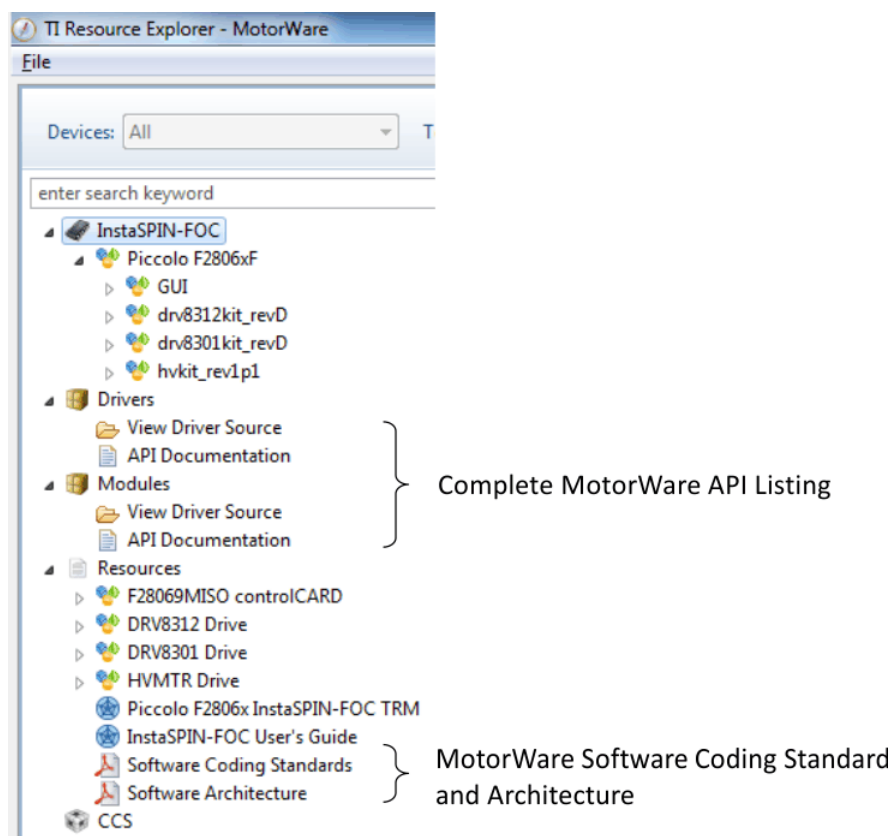 TI Resource Explorer - MotorWare
File
Devices: All T
enter search keyword
InstaSPIN-FOC
Piccolo F2806xF
GUI
drv8312kit_revD
drv8301kit_revD
hvkit_rev1p1
Drivers
View Driver Source
API Documentation
Modules
View Driver Source
API Documentation
Complete MotorWare API Listing
Resources
F28069MISO controlCARD
DRV8312 Drive
DRV8301 Drive
HVMTR Drive
Piccolo F2806x InstaSPIN-FOC TRM
InstaSPIN-FOC User's Guide
Software Coding Standards
Software Architecture
MotorWare Software Coding Standard
and Architecture
CCS